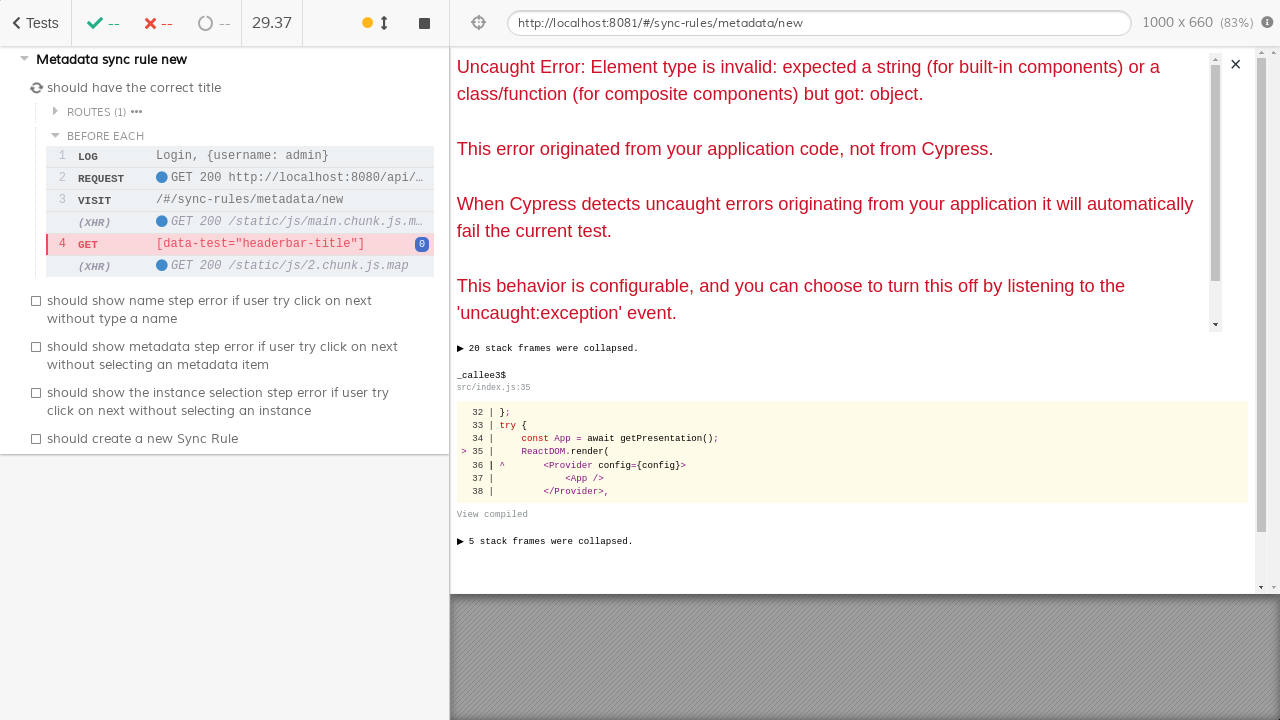 Tests
--
--
--
29.37
http://localhost:8081/#/sync-rules/metadata/new
1000 x 660 (83%)
Metadata sync rule new
should have the correct title
ROUTES (1)
BEFORE EACH
1 LOG Login, {username: admin}
2 REQUEST GET 200 http://localhost:8080/api/…
3 VISIT /#/sync-rules/metadata/new
(XHR) GET 200 /static/js/main.chunk.js.m…
4 GET [data-test="headerbar-title"] 0
(XHR) GET 200 /static/js/2.chunk.js.map
should show name step error if user try click on next
without type a name
should show metadata step error if user try click on next
without selecting an metadata item
should show the instance selection step error if user try
click on next without selecting an instance
should create a new Sync Rule
Uncaught Error: Element type is invalid: expected a string (for built-in components) or a
class/function (for composite components) but got: object.
This error originated from your application code, not from Cypress.
When Cypress detects uncaught errors originating from your application it will automatically
fail the current test.
This behavior is configurable, and you can choose to turn this off by listening to the
'uncaught:exception' event.
▶ 20 stack frames were collapsed.
_callee3$
src/index.js:35
32 | };
33 | try {
34 |     const App = await getPresentation();
> 35 |     ReactDOM.render(
36 | ^       <Provider config={config}>
37 |             <App />
38 |         </Provider>,
View compiled
▶ 5 stack frames were collapsed.